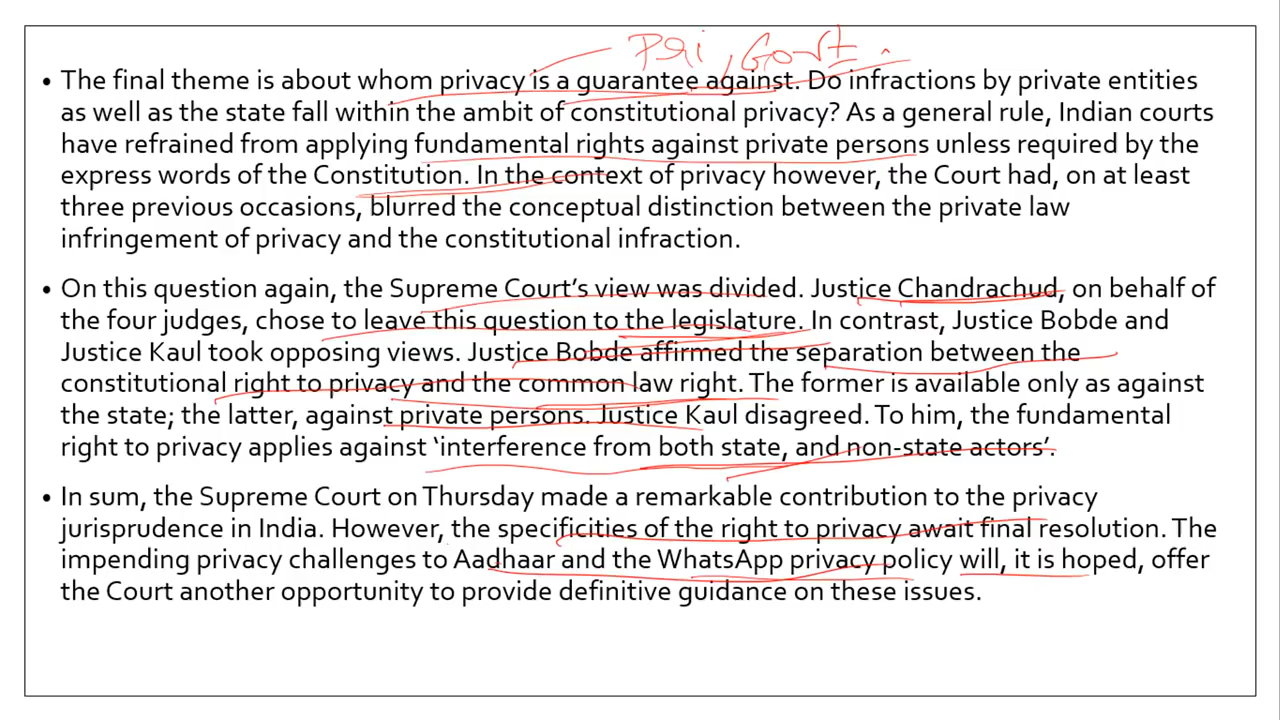 Pri, Govt.
• The final theme is about whom privacy is a guarantee against. Do infractions by private entities
as well as the state fall within the ambit of constitutional privacy? As a general rule, Indian courts
have refrained from applying fundamental rights against private persons unless required by the
express words of the Constitution. In the context of privacy however, the Court had, on at least
three previous occasions, blurred the conceptual distinction between the private law
infringement of privacy and the constitutional infraction.
• On this question again, the Supreme Court’s view was divided. Justice Chandrachud, on behalf of
the four judges, chose to leave this question to the legislature. In contrast, Justice Bobde and
Justice Kaul took opposing views. Justice Bobde affirmed the separation between the
constitutional right to privacy and the common law right. The former is available only as against
the state; the latter, against private persons. Justice Kaul disagreed. To him, the fundamental
right to privacy applies against ‘interference from both state, and non-state actors’.
• In sum, the Supreme Court on Thursday made a remarkable contribution to the privacy
jurisprudence in India. However, the specificities of the right to privacy await final resolution. The
impending privacy challenges to Aadhaar and the WhatsApp privacy policy will, it is hoped, offer
the Court another opportunity to provide definitive guidance on these issues.